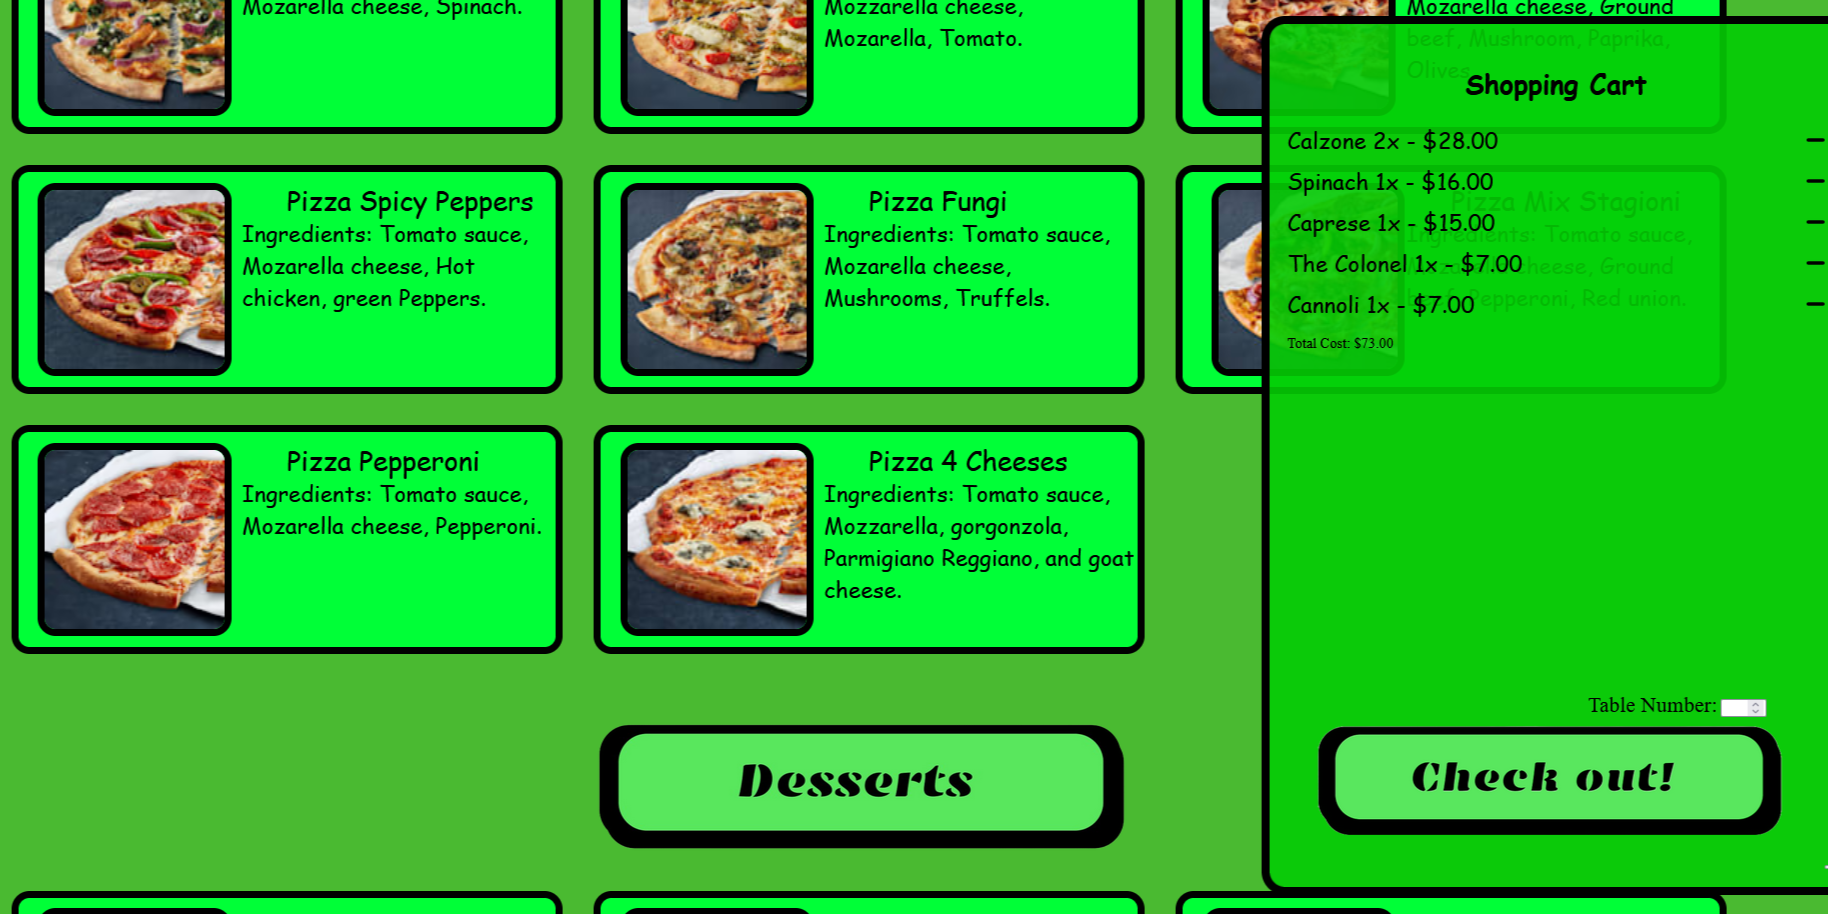 Mozarella cheese, Spinach.
Mozzarella cheese,
Mozarella, Tomato.
Mozarella cheese, Ground
beef, Mushroom, Paprika,
Olives
Pizza Spicy Peppers
Ingredients: Tomato sauce,
Mozarella cheese, Hot
chicken, green Peppers.
Pizza Fungi
Ingredients: Tomato sauce,
Mozarella cheese,
Mushrooms, Truffels.
Pizza Mix Stagioni
Ingredients: Tomato sauce,
cheese, Ground
Pepperoni, Red union.
Pizza Pepperoni
Ingredients: Tomato sauce,
Mozarella cheese, Pepperoni.
Pizza 4 Cheeses
Ingredients: Tomato sauce,
Mozzarella, gorgonzola,
Parmigiano Reggiano, and goat
cheese.
Desserts
Shopping Cart
Calzone 2x - $28.00
Spinach 1x - $16.00
Caprese 1x - $15.00
The Colonel 1x - $7.00
Cannoli 1x - $7.00
Total Cost: $73.00
Table Number:
Check out!